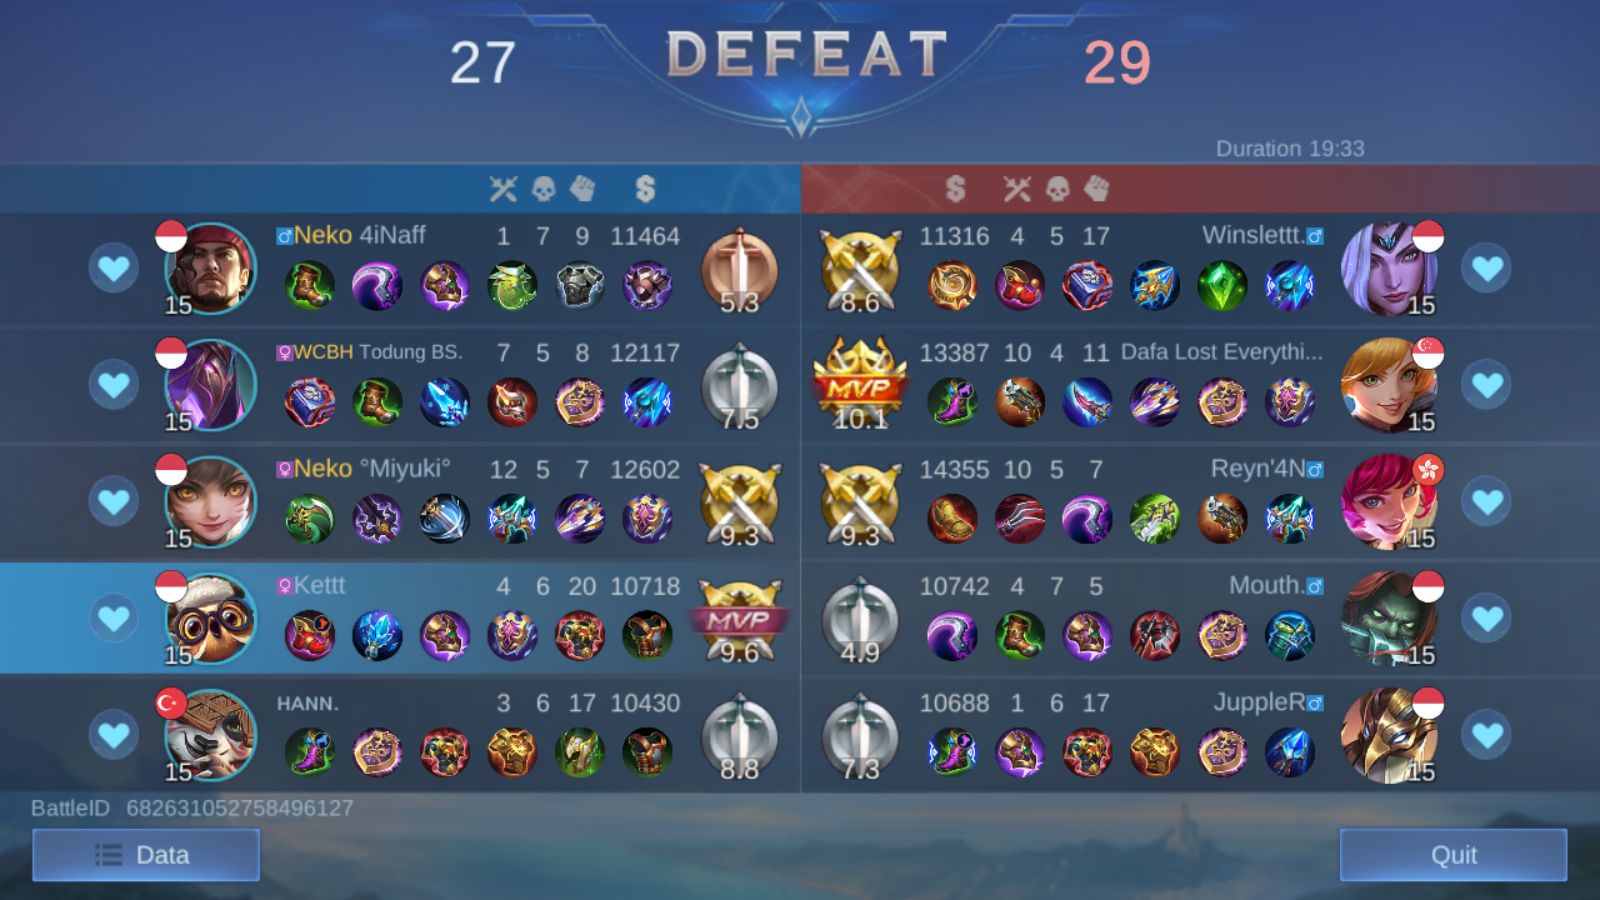 27 DEFEAT 29
Duration 19:33
Neko 4iNaff 1 7 9 11464
15 5.3
11316 4 5 17 Winslettt.
8.6 15
WCBH Todung BS. 7 5 8 12117
15 7.5
13387 10 4 11 Dafa Lost Everythi...
MVP
10.1 15
Neko °Miyuki° 12 5 7 12602
15 9.3
14355 10 5 7 Reyn'4N
9.3 15
Kettt 4 6 20 10718
MVP
15 9.6
10742 4 7 5 Mouth.
4.9 15
HANN. 3 6 17 10430
15 8.8
10688 1 6 17 JuppleR
7.3 15
BattleID 682631052758496127
Data
Quit